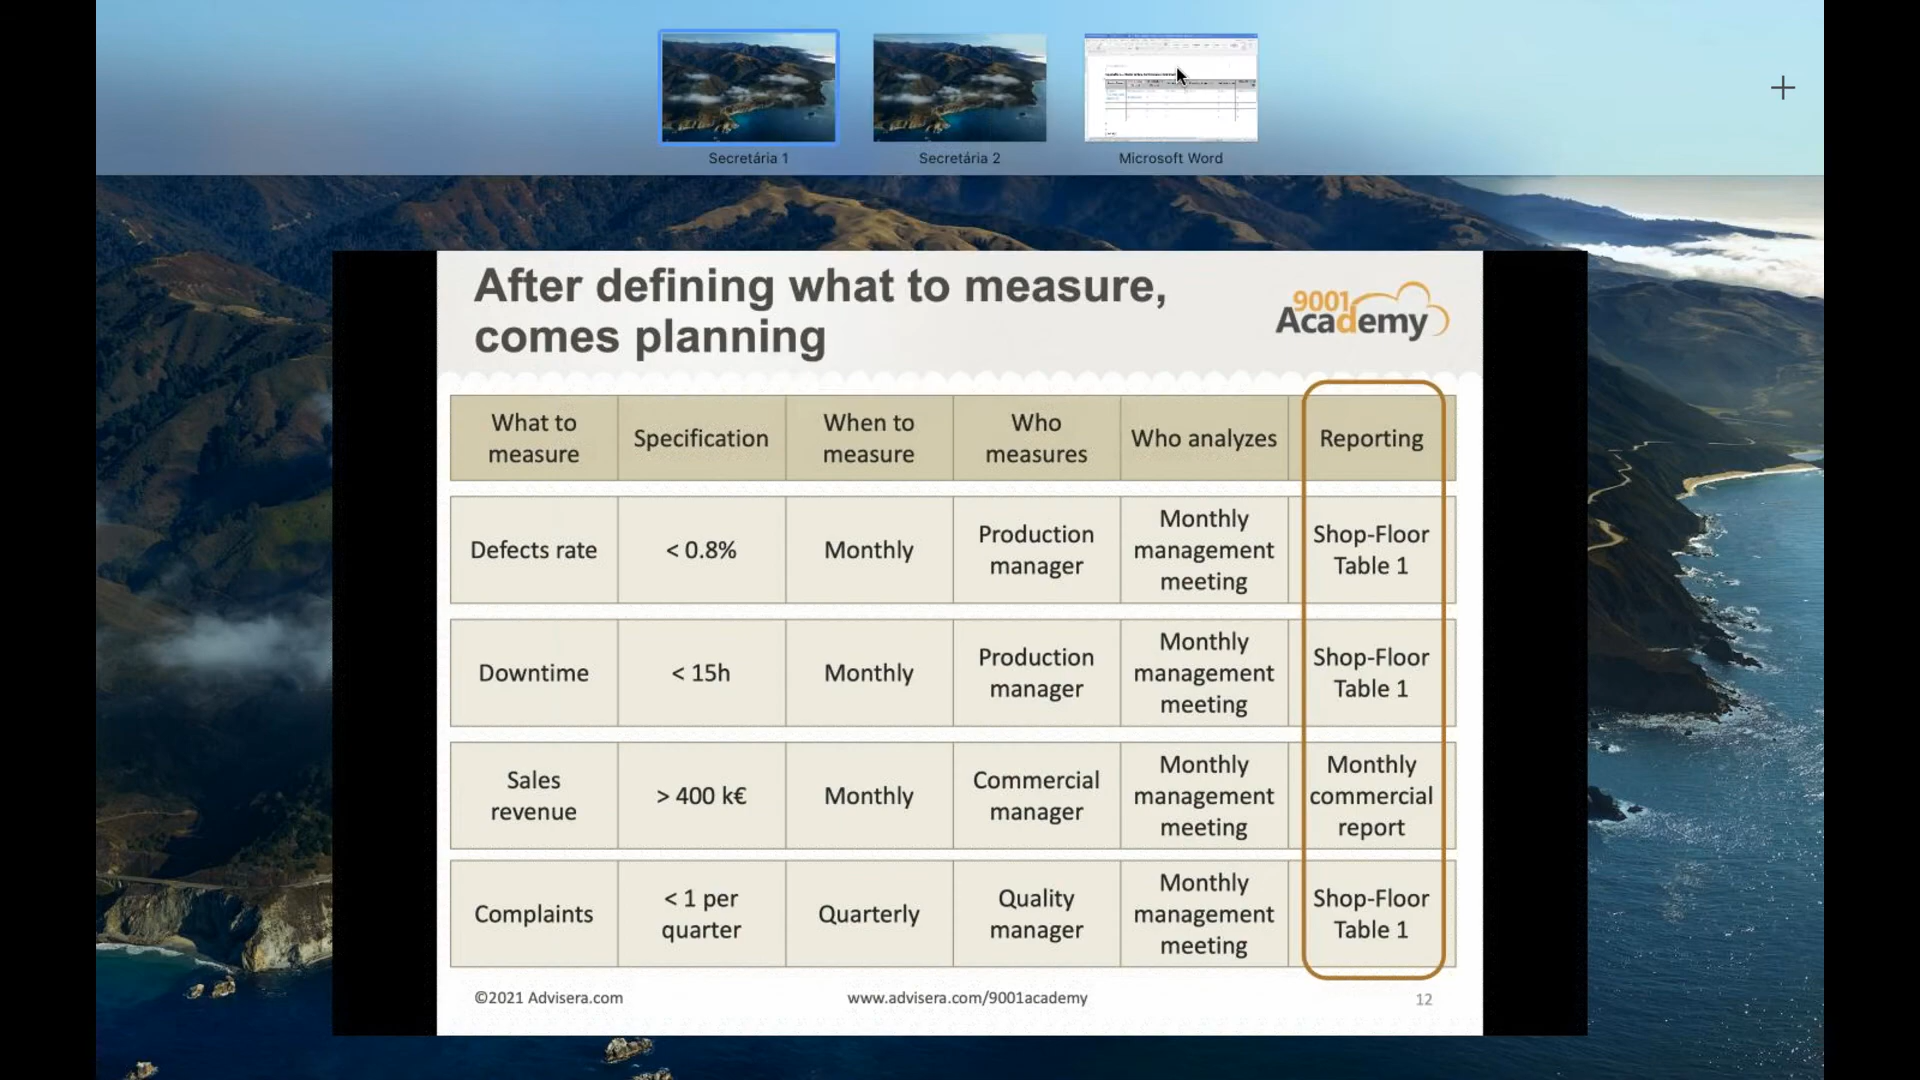 Secretária 1
Secretária 2
Microsoft Word
After defining what to measure,
comes planning
9001
Academy
What to
measure
Specification
When to
measure
Who
measures
Who analyzes
Reporting
Defects rate
< 0.8%
Monthly
Production
manager
Monthly
management
meeting
Shop-Floor
Table 1
Downtime
< 15h
Monthly
Production
manager
Monthly
management
meeting
Shop-Floor
Table 1
Sales
revenue
> 400 k€
Monthly
Commercial
manager
Monthly
management
meeting
Monthly
commercial
report
Complaints
< 1 per
quarter
Quarterly
Quality
manager
Monthly
management
meeting
Shop-Floor
Table 1
©2021 Advisera.com
www.advisera.com/9001academy
12